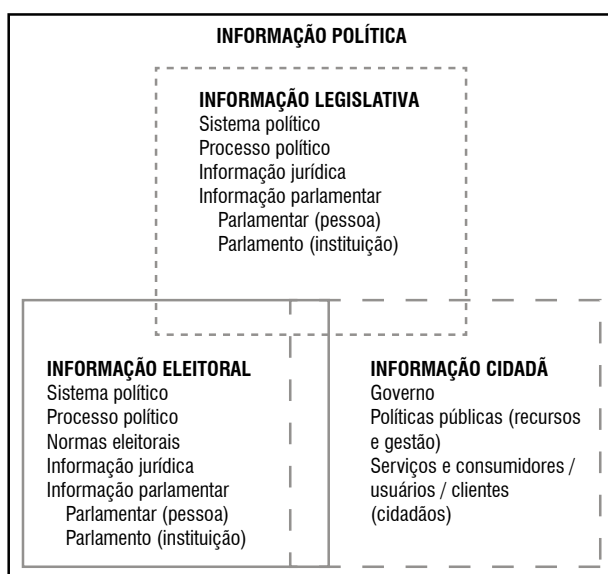 INFORMAÇÃO POLÍTICA
INFORMAÇÃO LEGISLATIVA
Sistema político
Processo político
Informação jurídica
Informação parlamentar
Parlamentar (pessoa)
Parlamento (instituição)
INFORMAÇÃO ELEITORAL
Sistema político
Processo político
Normas eleitorais
Informação jurídica
Informação parlamentar
Parlamentar (pessoa)
Parlamento (instituição)
INFORMAÇÃO CIDADÃ
Governo
Políticas públicas (recursos
e gestão)
Serviços e consumidores /
usuários / clientes
(cidadãos)